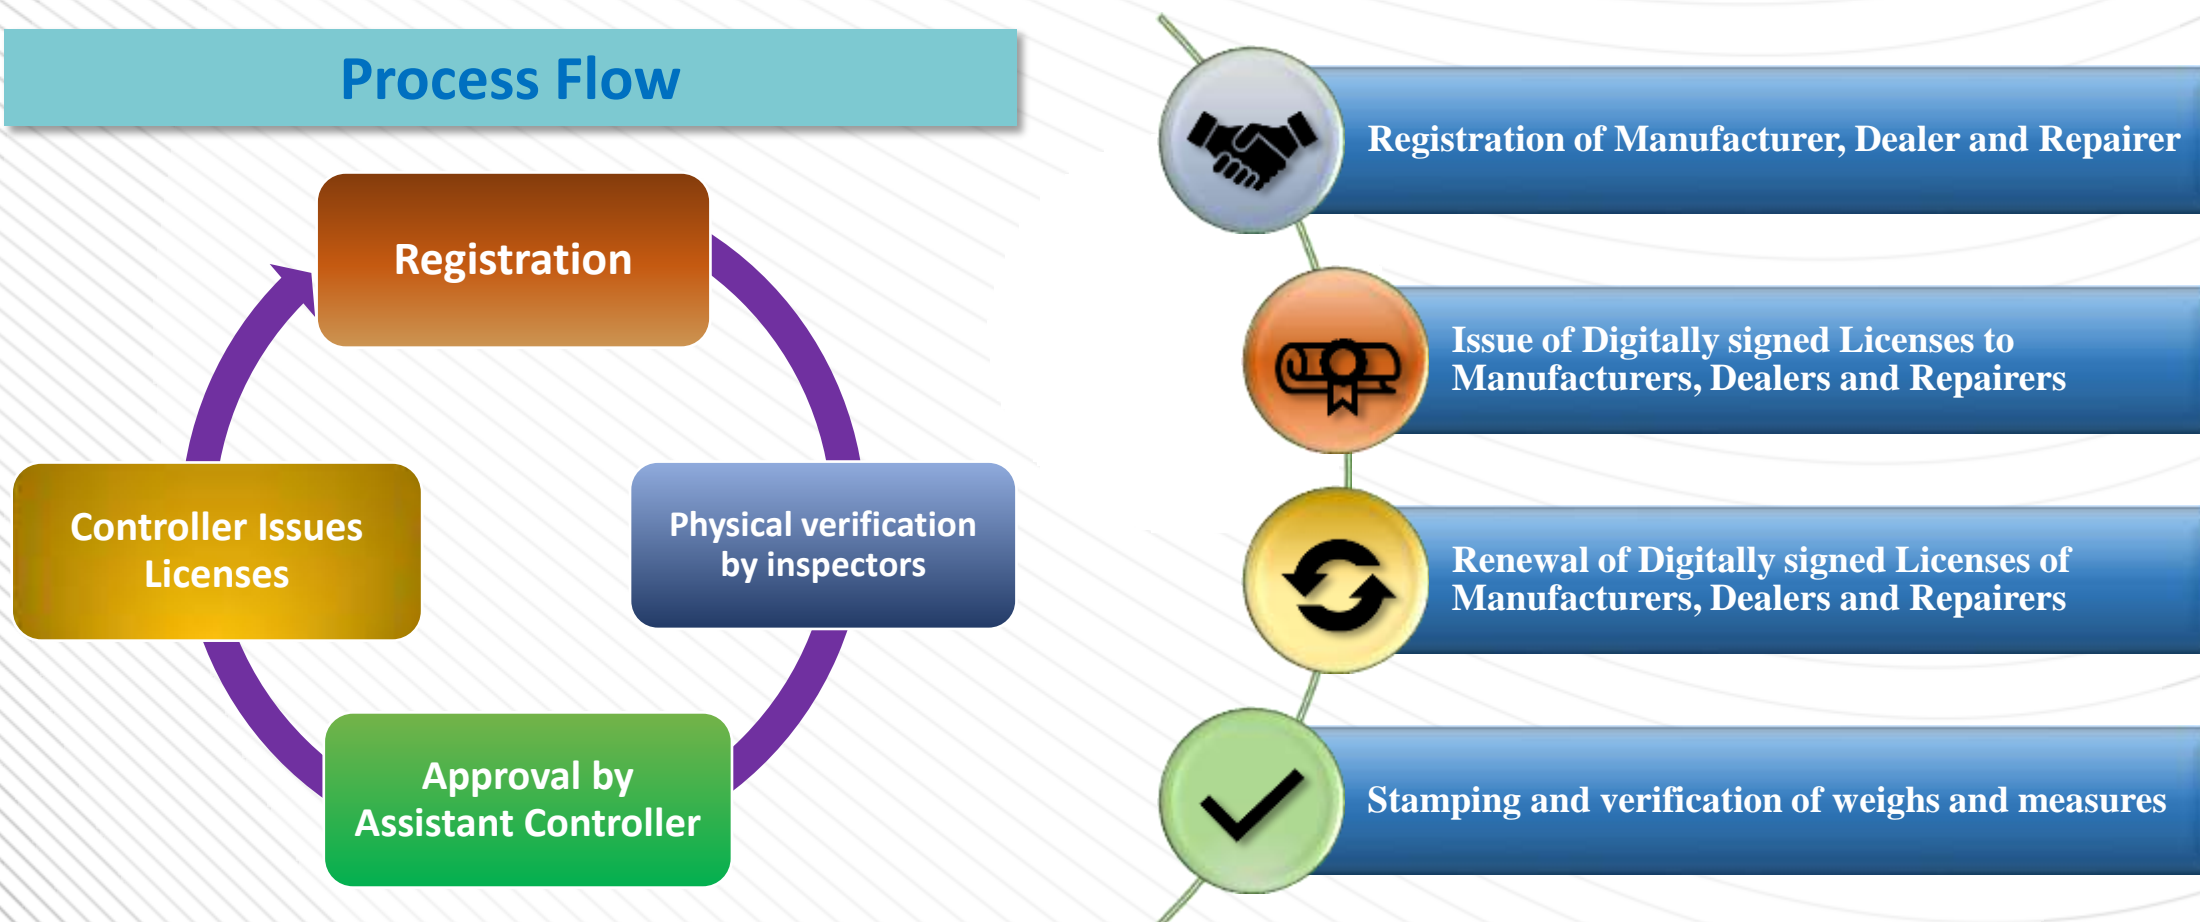 Process Flow
Registration
Physical verification
by inspectors
Approval by
Assistant Controller
Controller Issues
Licenses
Registration of Manufacturer, Dealer and Repairer
Issue of Digitally signed Licenses to
Manufacturers, Dealers and Repairers
Renewal of Digitally signed Licenses of
Manufacturers, Dealers and Repairers
Stamping and verification of weighs and measures